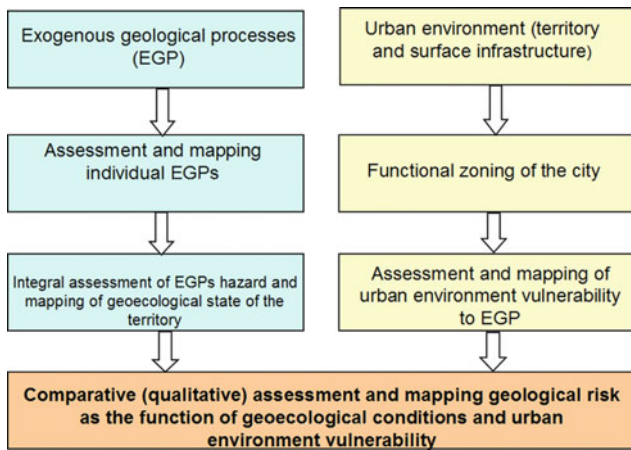 Exogenous geological processes
(EGP)
Urban environment (territory
and surface infrastructure)
Assessment and mapping
individual EGPs
Functional zoning of the city
Integral assessment of EGPs hazard and
mapping of geoecological state of the
territory
Assessment and mapping of
urban environment vulnerability
to EGP
Comparative (qualitative) assessment and mapping geological risk
as the function of geoecological conditions and urban
environment vulnerability